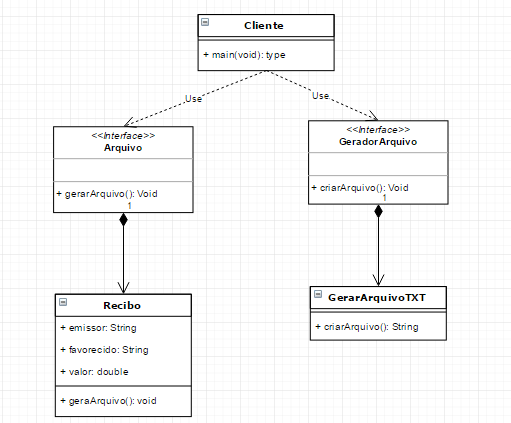 Cliente
+ main(void): type
Use
Use
<<Interface>>
Arquivo
+ gerarArquivo(): Void
1
<<Interface>>
GeradorArquivo
+ criarArquivo(): Void
1
Recibo
+ emissor: String
+ favorecido: String
+ valor: double
+ geraArquivo(): void
GerarArquivoTXT
+ criarArquivo(): String